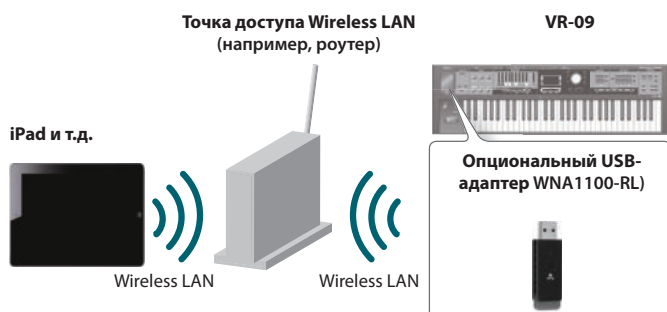 Точка доступа Wireless LAN
(например, роутер)
VR-09
iPad и т.д.
Опциональный USB-
адаптер WNA1100-RL)
Wireless LAN
Wireless LAN